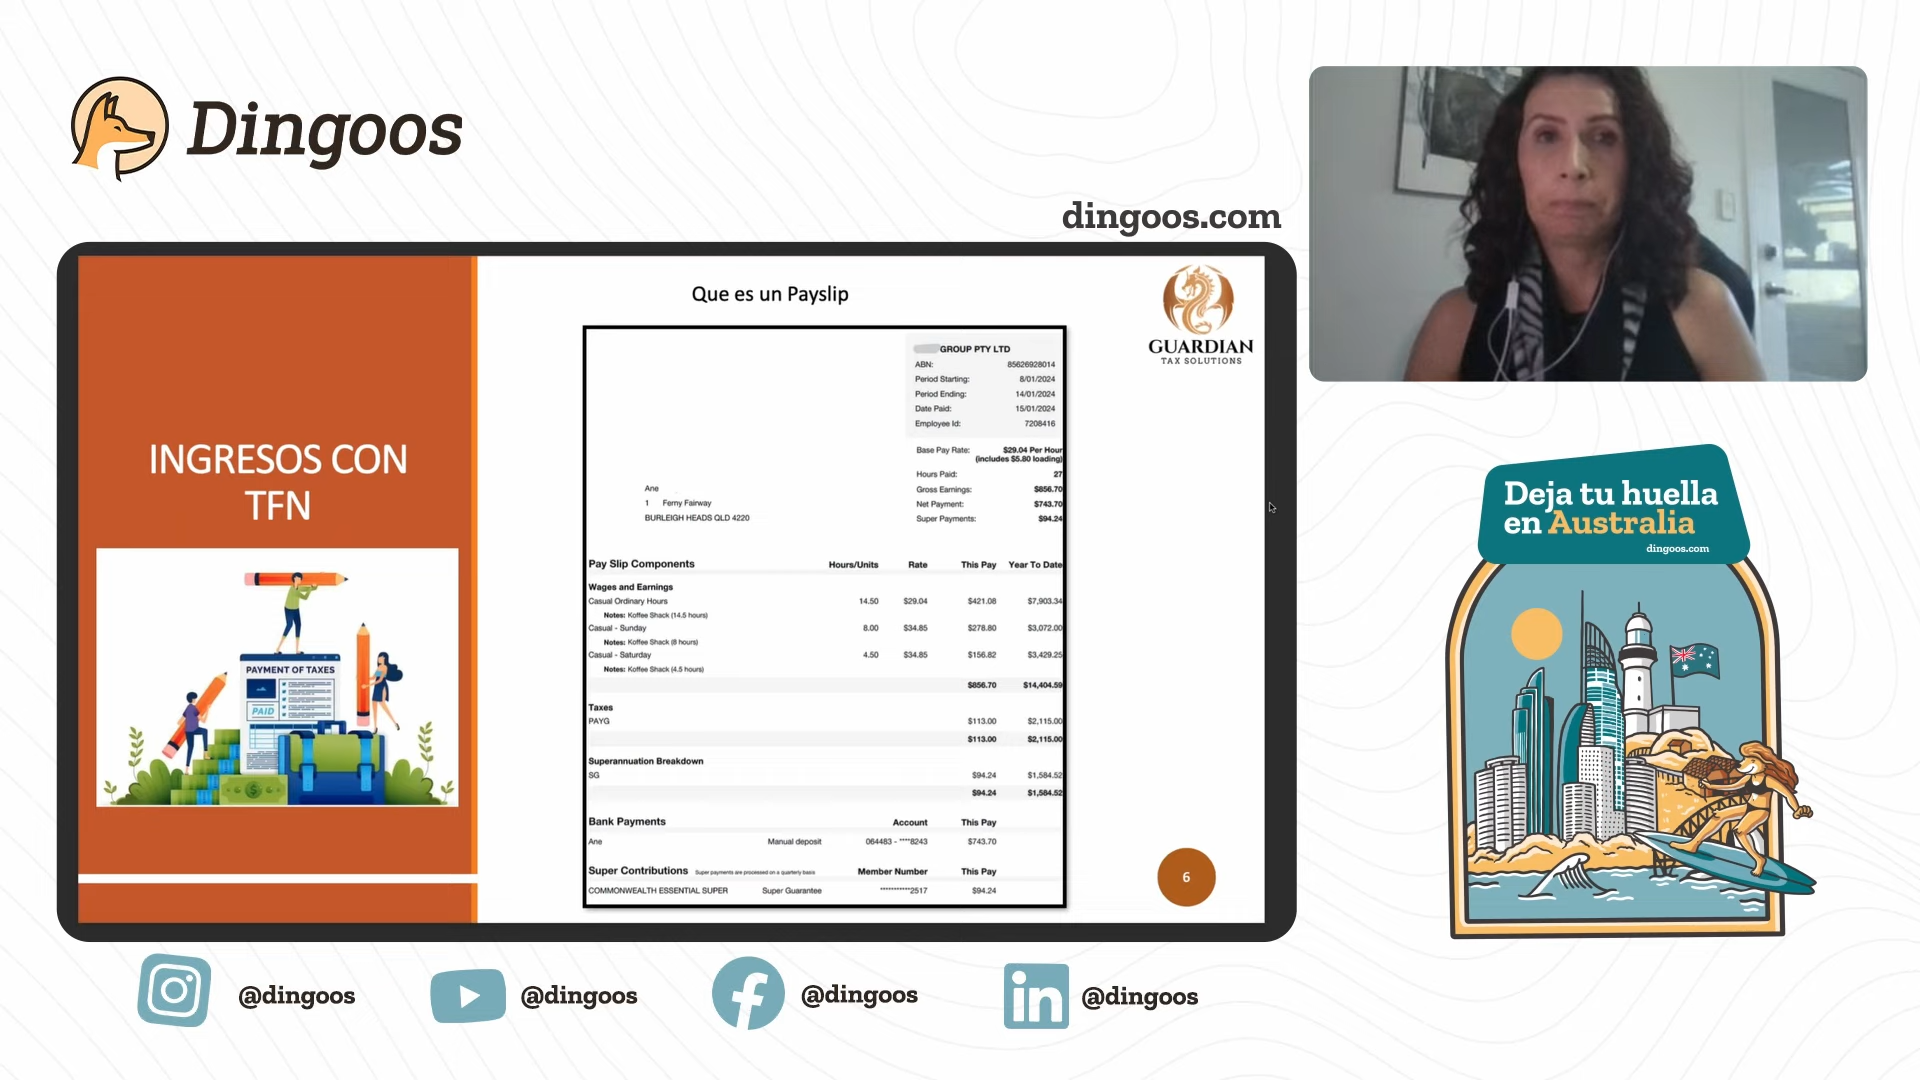 Dingoos
dingoos.com
INGRESOS CON
TFN
PAYMENT OF TAXES
PAID
Que es un Payslip
GUARDIAN
TAX SOLUTIONS
GROUP PTY LTD
ABN: 85626928014
Period Starting: 8/01/2024
Period Ending: 14/01/2024
Date Paid: 15/01/2024
Employee Id: 7208416
Base Pay Rate: $29.04 Per Hour
(includes $5.80 loading)
Hours Paid: 27
Gross Earnings: $856.70
Net Payment: $743.70
Super Payments: $94.24
Ane
1 Ferny Fairway
BURLEIGH HEADS QLD 4220
Pay Slip Components Hours/Units Rate This Pay Year To Date
Wages and Earnings
Casual Ordinary Hours 14.50 $29.04 $421.08 $7,903.34
Notes: Koffee Shack (14.5 hours)
Casual - Sunday 8.00 $34.85 $278.80 $3,072.00
Notes: Koffee Shack (8 hours)
Casual - Saturday 4.50 $34.85 $156.82 $3,429.25
Notes: Koffee Shack (4.5 hours)
$856.70 $14,404.59
Taxes
PAYG $113.00 $2,115.00
$113.00 $2,115.00
Superannuation Breakdown
SG $94.24 $1,584.52
$94.24 $1,584.52
Bank Payments Account This Pay
Ane Manual deposit 064483 - ****8243 $743.70
Super Contributions Super payments are processed on a quarterly basis Member Number This Pay
COMMONWEALTH ESSENTIAL SUPER Super Guarantee ***********2517 $94.24
6
Deja tu huella
en Australia
dingoos.com
@dingoos
@dingoos
@dingoos
in @dingoos